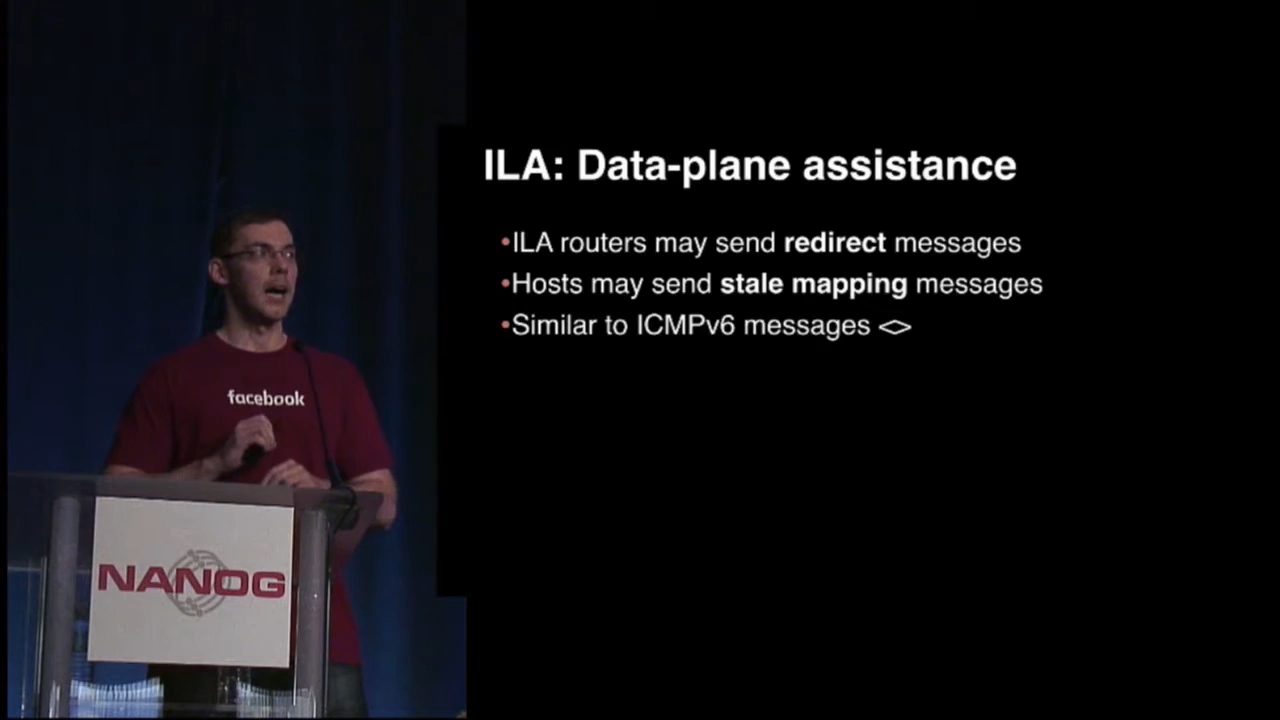 ILA: Data-plane assistance
•ILA routers may send redirect messages
•Hosts may send stale mapping messages
•Similar to ICMPv6 messages <>
facebook
NANOG